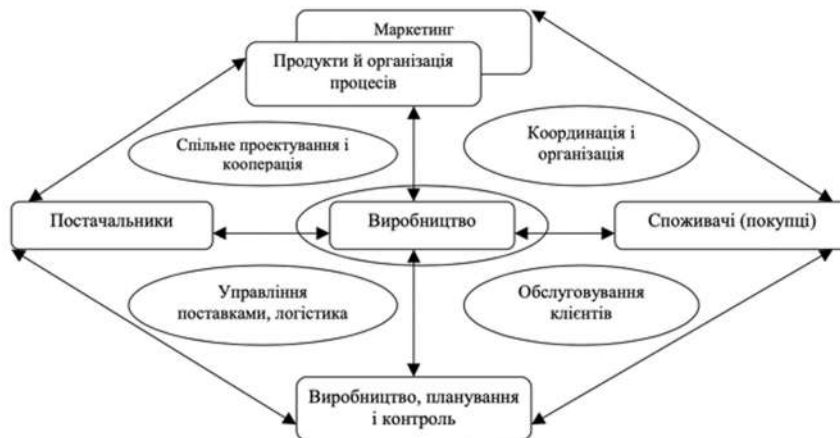 Маркетинг
Продукти й організація
процесів
Спільне проектування і
кооперація
Координація і
організація
Постачальники
Виробництво
Споживачі (покупці)
Управління
поставками, логістика
Обслуговування
клієнтів
Виробництво, планування
і контроль